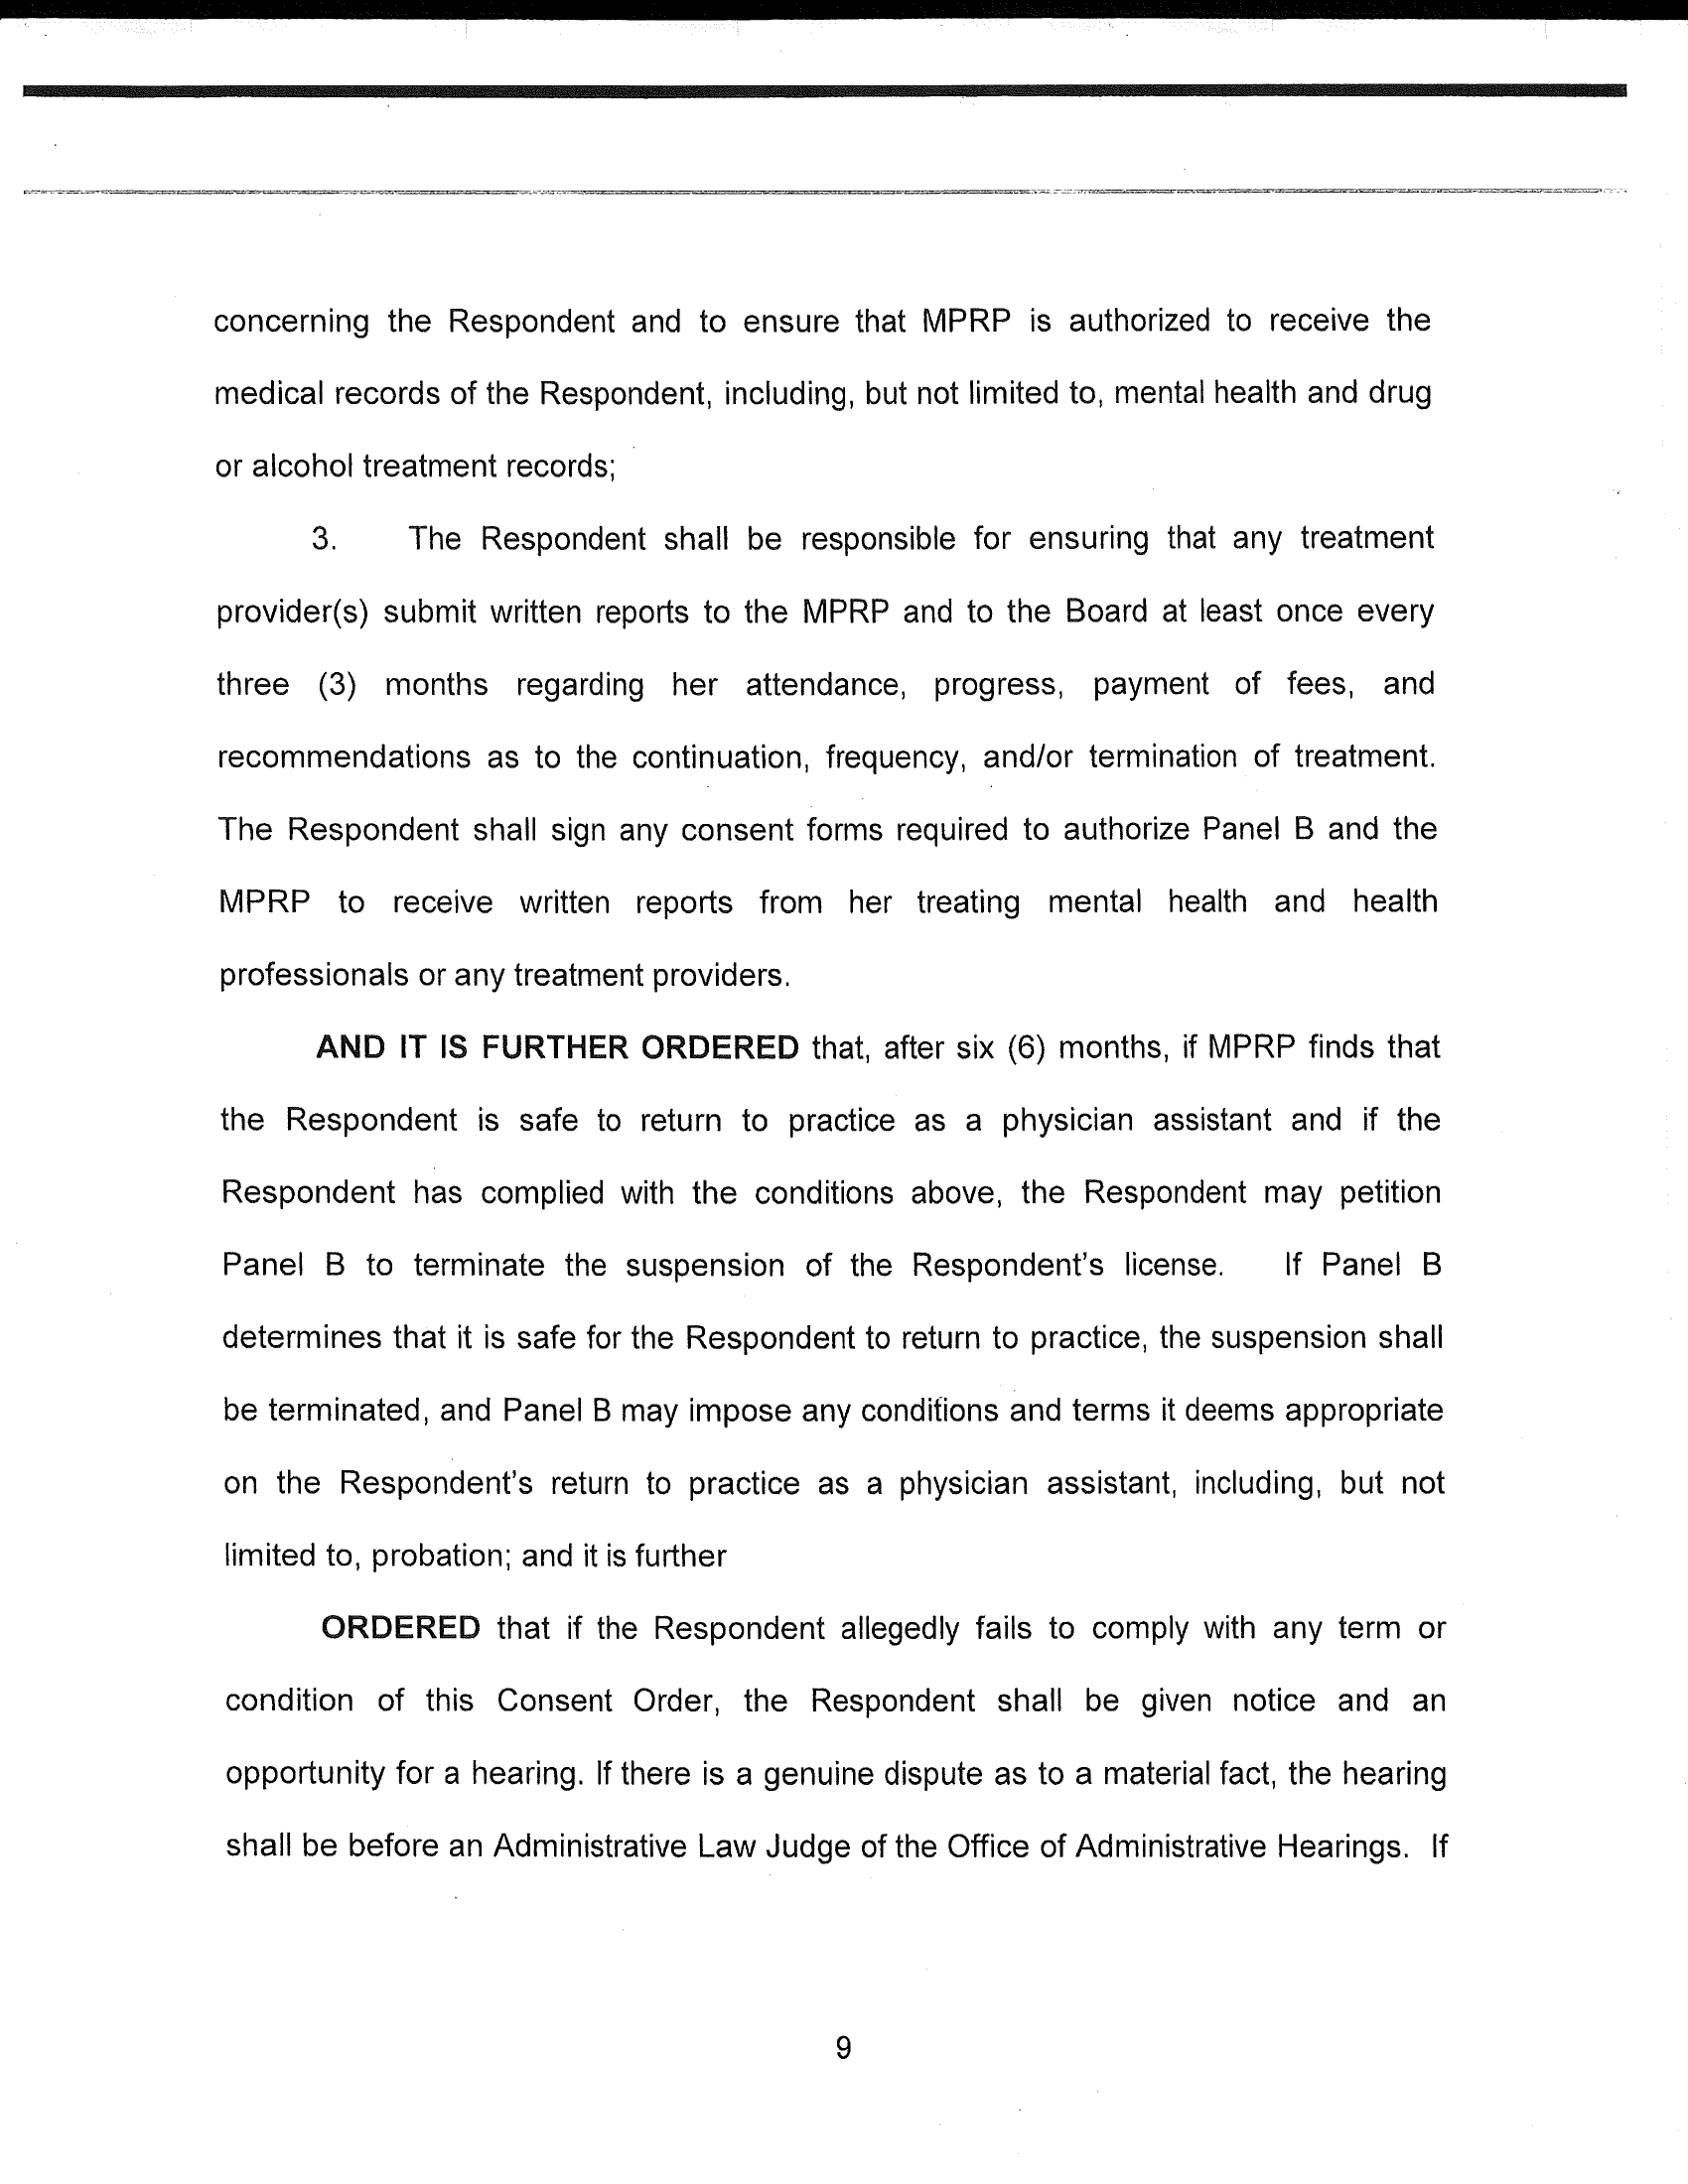 concerning the Respondent and to ensure that MPRP is authorized to receive the
medical records of the Respondent, including, but not limited to, mental health and drug
or alcohol treatment records;
3. The Respondent shall be responsible for ensuring that any treatment
provider(s) submit written reports to the MPRP and to the Board at least once every
three (3) months regarding her attendance, progress, payment of fees, and
recommendations as to the continuation, frequency, and/or termination of treatment.
The Respondent shall sign any consent forms required to authorize Panel B and the
MPRP to receive written reports from her treating mental health and health
professionals or any treatment providers.
AND IT IS FURTHER ORDERED that, after six (6) months, if MPRP finds that
the Respondent is safe to return to practice as a physician assistant and if the
Respondent has complied with the conditions above, the Respondent may petition
Panel B to terminate the suspension of the Respondent's license. If Panel B
determines that it is safe for the Respondent to return to practice, the suspension shall
be terminated, and Panel B may impose any conditions and terms it deems appropriate
on the Respondent's return to practice as a physician assistant, including, but not
limited to, probation; and it is further
ORDERED that if the Respondent allegedly fails to comply with any term or
condition of this Consent Order, the Respondent shall be given notice and an
opportunity for a hearing. If there is a genuine dispute as to a material fact, the hearing
shall be before an Administrative Law Judge of the Office of Administrative Hearings. If
9